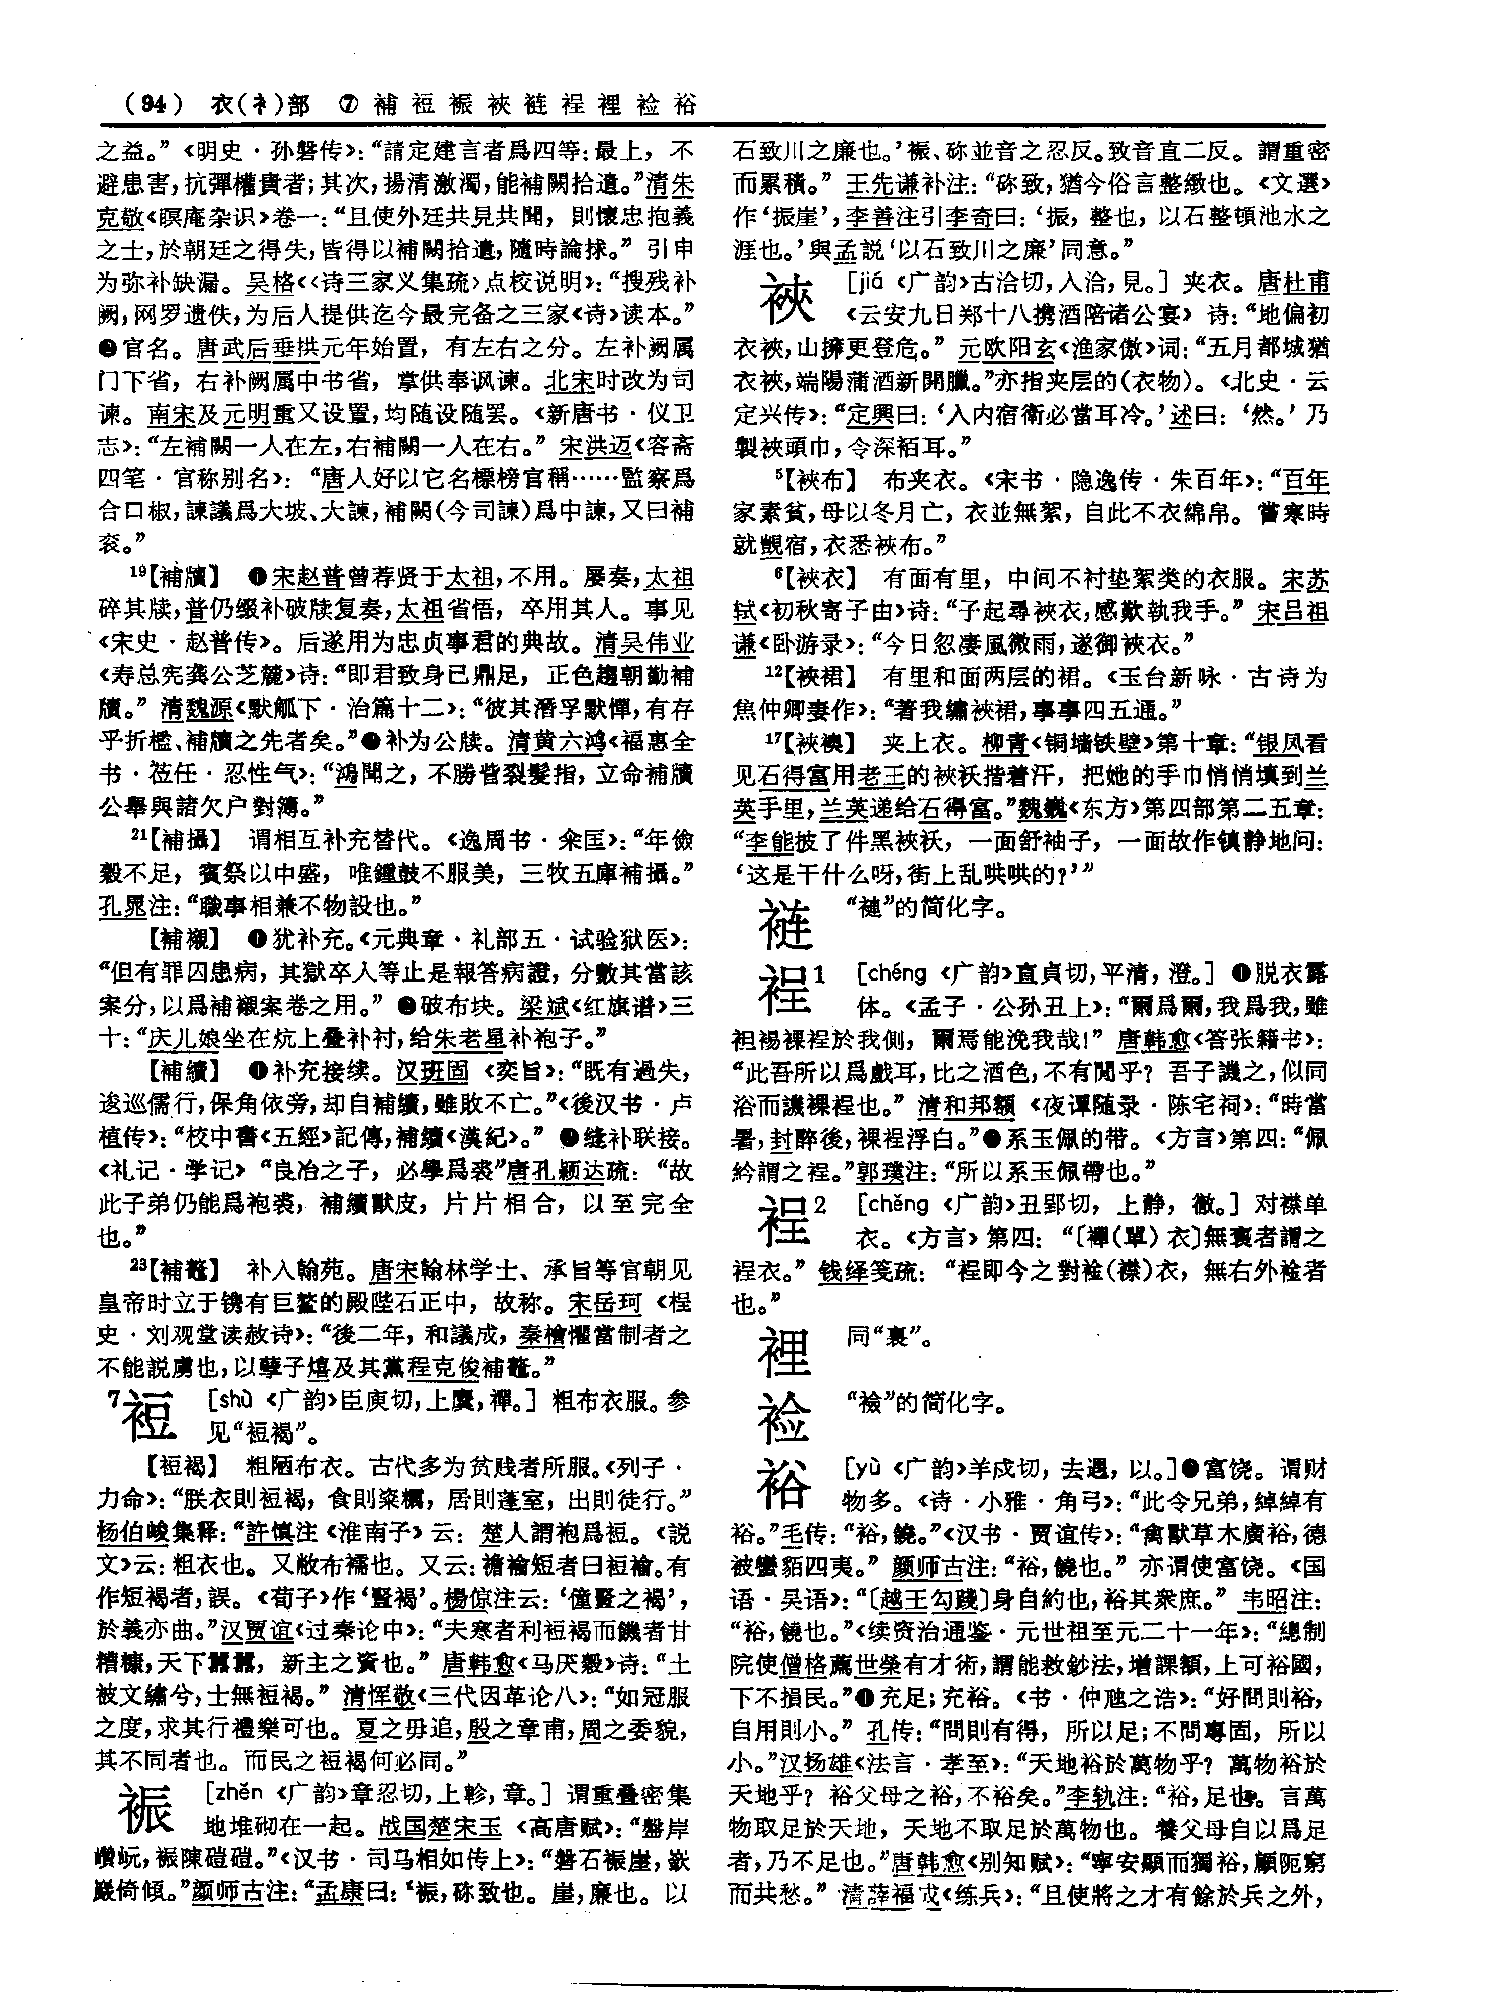 (94) 衣(衤)部 ⑦ 補裋裖裌裢裎裡裣裕
之益。”《明史·孙磐传》：“請定建言者爲四等：最上，不
避患害，抗彈權貴者；其次，揚清激濁，能補闕拾遺。”清朱
克敬《暝庵杂识》卷一：“且使外廷共見共聞，則懷忠抱義
之士，於朝廷之得失，皆得以補闕拾遺，隨時論捄。” 引申
为弥补缺漏。吴格《〈诗三家义集疏〉点校说明》：“搜残补
阙，网罗遗佚，为后人提供迄今最完备之三家《诗》读本。”
❷官名。唐武后垂拱元年始置，有左右之分。左补阙属
门下省，右补阙属中书省，掌供奉讽谏。北宋时改为司
谏。南宋及元明重又设置，均随设随罢。《新唐书·仪卫
志》：“左補闕一人在左，右補闕一人在右。” 宋洪迈《容斋
四笔·官称别名》：“唐人好以它名標榜官稱……監察爲
合口椒，諫議爲大坡、大諫，補闕(今司諫)爲中諫，又曰補
衮。”
19【補牘】 ❶宋赵普曾荐贤于太祖，不用。屡奏，太祖
碎其牍，普仍缀补破牍复奏，太祖省悟，卒用其人。事见
《宋史·赵普传》。后遂用为忠贞事君的典故。清吴伟业
《寿总宪龚公芝麓》诗：“即君致身已鼎足，正色趨朝勤補
牘。” 清魏源《默觚下·治篇十二》：“彼其潛孚默憚，有存
乎折檻、補牘之先者矣。”❷补为公牍。清黄六鸿《福惠全
书·莅任·忍性气》：“鴻聞之，不勝眥裂髮指，立命補牘
公舉與諸欠户對簿。”
21【補攝】 谓相互补充替代。《逸周书·籴匡》：“年儉
穀不足，賓祭以中盛，唯鐘鼓不服美，三牧五庫補攝。”
孔晁注：“職事相兼不物設也。”
【補襯】 ❶犹补充。《元典章·礼部五·试验狱医》：
“但有罪囚患病，其獄卒人等止是報答病證，分數其當該
案分，以爲補襯案卷之用。” ❷破布块。梁斌《红旗谱》三
十：“庆儿娘坐在炕上叠补衬，给朱老星补袍子。”
【補續】 ❶补充接续。汉班固《奕旨》：“既有過失，
逡巡儒行，保角依旁，却自補續，雖敗不亡。”《後汉书·卢
植传》：“校中書《五經》記傳，補續《漢紀》。” ❷缝补联接。
《礼记·学记》“良冶之子，必學爲裘”唐孔颖达疏：“故
此子弟仍能爲袍裘，補續獸皮，片片相合，以至完全
也。”
23【補鼇】 补入翰苑。唐宋翰林学士、承旨等官朝见
皇帝时立于镌有巨鳌的殿陛石正中，故称。宋岳珂《桯
史·刘观堂读赦诗》：“後二年，和議成，秦檜懼當制者之
不能説虜也，以孽子熺及其黨程克俊補鼇。”
7裋 [shù 《广韵》臣庾切，上麌，禪。] 粗布衣服。参
见“裋褐”。
【裋褐】 粗陋布衣。古代多为贫贱者所服。《列子·
力命》：“朕衣則裋褐，食則粢糲，居則蓬室，出則徒行。”
杨伯峻集释：“許慎注《淮南子》云：楚人謂袍爲裋。《説
文》云：粗衣也。又敝布襦也。又云：襜褕短者曰裋褕。有
作短褐者，誤。《荀子》作‘豎褐’。楊倞注云：‘僮豎之褐’，
於義亦曲。”汉贾谊《过秦论中》：“夫寒者利裋褐而饑者甘
糟糠，天下囂囂，新主之資也。” 唐韩愈《马厌穀》诗：“土
被文繡兮，士無裋褐。” 清恽敬《三代因革论八》：“如冠服
之度，求其行禮樂可也。夏之毋追，殷之章甫，周之委貌，
其不同者也。而民之裋褐何必同。”
裖 [zhěn 《广韵》章忍切，上軫，章。] 谓重叠密集
地堆砌在一起。战国楚宋玉《高唐赋》：“盤岸
巑岏，裖陳磑磑。”《汉书·司马相如传上》：“磐石裖崖，嶔
巖倚傾。”颜师古注：“孟康曰：‘裖，砕致也。崖，廉也。以
石致川之廉也。’裖、砕並音之忍反。致音直二反。謂重密
而累積。” 王先谦补注：“砕致，猶今俗言整緻也。《文選》
作‘振崖’，李善注引李奇曰：‘振，整也，以石整頓池水之
涯也。’與孟説‘以石致川之廉’同意。”
裌 [jiá 《广韵》古洽切，入洽，見。] 夹衣。唐杜甫
《云安九日郑十八携酒陪诸公宴》诗：“地偏初
衣裌，山擁更登危。” 元欧阳玄《渔家傲》词：“五月都城猶
衣裌，端陽蒲酒新開臘。”亦指夹层的(衣物)。《北史·云
定兴传》：“定興曰：‘入内宿衛必當耳冷。’述曰：‘然。’乃
製裌頭巾，令深袹耳。”
5【裌布】 布夹衣。《宋书·隐逸传·朱百年》：“百年
家素貧，母以冬月亡，衣並無絮，自此不衣綿帛。嘗寒時
就覬宿，衣悉裌布。”
6【裌衣】 有面有里，中间不衬垫絮类的衣服。宋苏
轼《初秋寄子由》诗：“子起尋裌衣，感歎執我手。” 宋吕祖
谦《卧游录》：“今日忽凄風微雨，遂御裌衣。”
12【裌裙】 有里和面两层的裙。《玉台新咏·古诗为
焦仲卿妻作》：“著我繡裌裙，事事四五通。”
17【裌襖】 夹上衣。柳青《铜墙铁壁》第十章：“银凤看
见石得富用老王的裌袄揩着汗，把她的手巾悄悄填到兰
英手里，兰英递给石得富。”魏巍《东方》第四部第二五章：
“李能披了件黑裌袄，一面舒袖子，一面故作镇静地问：
‘这是干什么呀，街上乱哄哄的？’”
裢 “褳”的简化字。
裎1 [chéng 《广韵》直貞切，平清，澄。] ❶脱衣露
体。《孟子·公孙丑上》：“爾爲爾，我爲我，雖
袒裼裸裎於我側，爾焉能浼我哉！” 唐韩愈《答张籍书》：
“此吾所以爲戲耳，比之酒色，不有間乎？吾子譏之，似同
浴而譏裸裎也。” 清和邦额《夜谭随录·陈宅祠》：“時當
暑，封醉後，裸裎浮白。”❷系玉佩的带。《方言》第四：“佩
紟謂之裎。”郭璞注：“所以系玉佩帶也。”
裎2 [chěng 《广韵》丑郢切，上静，徹。] 对襟单
衣。《方言》第四：“〔襌(單)衣〕無袌者謂之
裎衣。” 钱绎笺疏：“裎即今之對裣(襟)衣，無右外裣者
也。”
裡 同“裏”。
裣 “襝”的简化字。
裕 [yù 《广韵》羊戍切，去遇，以。]❶富饶。谓财
物多。《诗·小雅·角弓》：“此令兄弟，綽綽有
裕。”毛传：“裕，饒。”《汉书·贾谊传》：“禽獸草木廣裕，德
被蠻貊四夷。” 颜师古注：“裕，饒也。” 亦谓使富饶。《国
语·吴语》：“〔越王勾踐〕身自約也，裕其衆庶。” 韦昭注：
“裕，饒也。”《续资治通鉴·元世祖至元二十一年》：“總制
院使僧格薦世榮有才術，謂能救鈔法，增課額，上可裕國，
下不損民。”❷充足；充裕。《书·仲虺之诰》：“好問則裕，
自用則小。” 孔传：“問則有得，所以足；不問專固，所以
小。”汉扬雄《法言·孝至》：“天地裕於萬物乎？萬物裕於
天地乎？裕父母之裕，不裕矣。”李轨注：“裕，足也。言萬
物取足於天地，天地不取足於萬物也。養父母自以爲足
者，乃不足也。”唐韩愈《别知赋》：“寧安顯而獨裕，顧阨窮
而共愁。” 清薛福成《练兵》：“且使將之才有餘於兵之外，